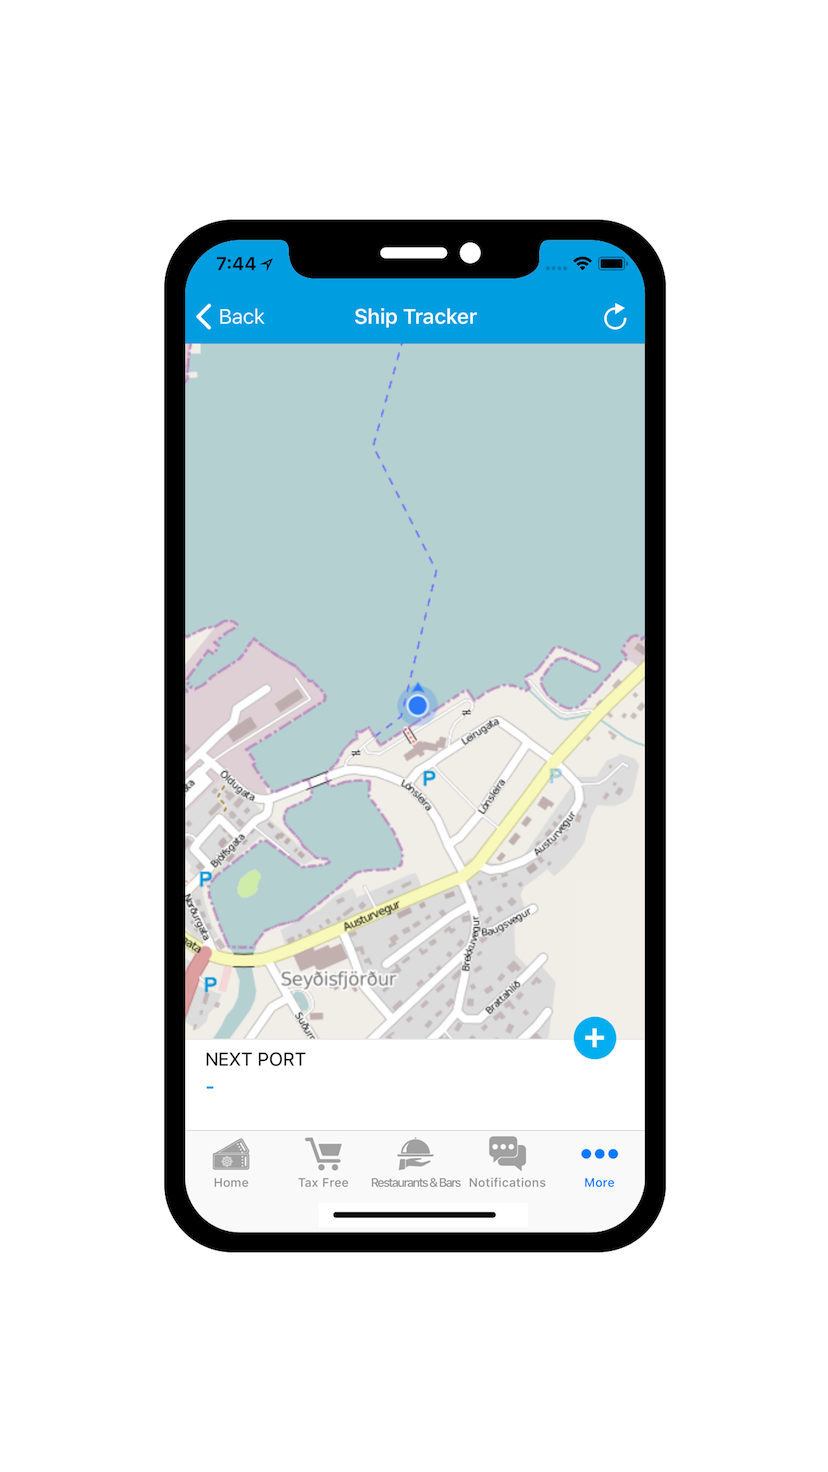 7:44
Back
Ship Tracker
Leirugata
Öldugata
P
P
Lónsleira
Lónsleira
Austurvegur
Bjólfsgata
P
Norðurgata
Austurvegur
Baugsvegur
Brekkuvegur
P
Seyðisfjörður
Brattahlíð
NEXT PORT
-
Home
Tax Free
Restaurants & Bars
Notifications
More